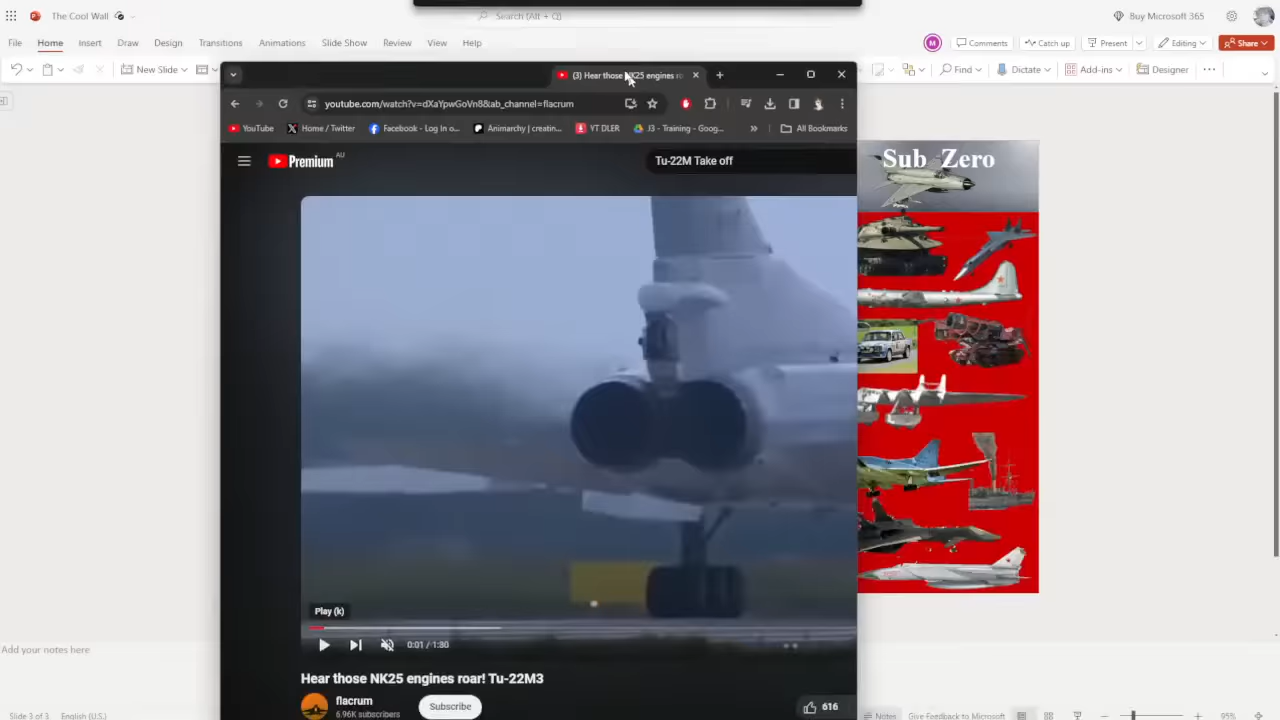 The Cool Wall
Search (Alt + Q)
Buy Microsoft 365
File Home Insert Draw Design Transitions Animations Slide Show Review View Help
M Comments Catch up Present Editing Share
New Slide
Find Dictate Add-ins Designer
(3) Hear those NK25 engines ro
youtube.com/watch?v=dXaYpwGoVn8&ab_channel=flacrum
YouTube Home / Twitter Facebook - Log In o... Animarchy | creatin... YT DLER J3 - Training - Goog... » All Bookmarks
Premium AU
Tu-22M Take off
Sub Zero
Play (k)
0:01 / 1:30
Add your notes here
Hear those NK25 engines roar! Tu-22M3
flacrum
6.96K subscribers
Subscribe
616
Slide 3 of 3 English (U.S.)
Notes Give Feedback to Microsoft 95%